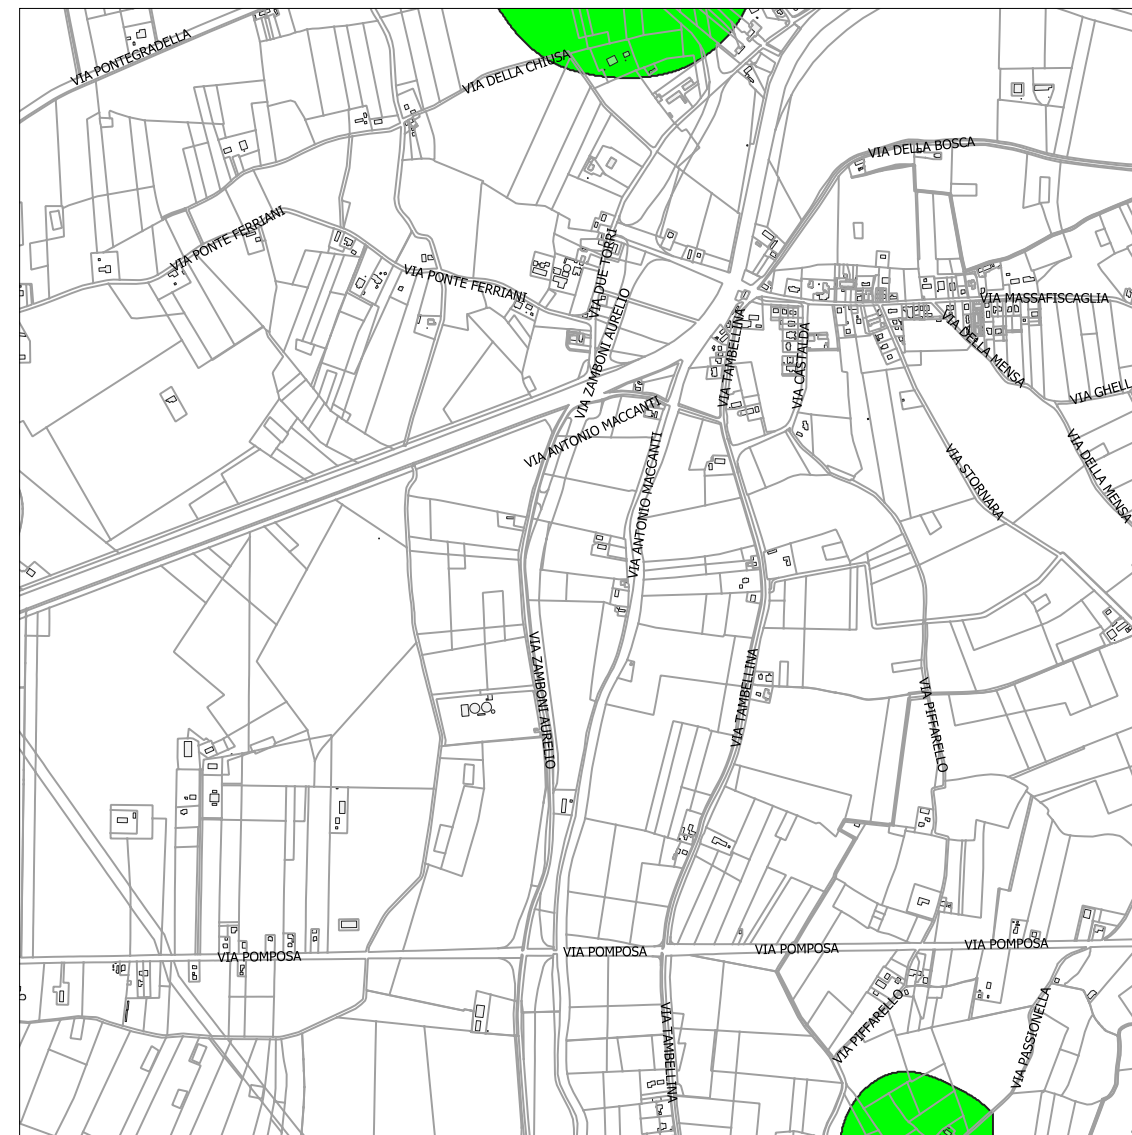 VIA PONTEGRADELLA
VIA DELLA CHIUSA
VIA DELLA BOSCA
VIA PONTE FERRIANI
VIA PONTE FERRIANI
VIA DUE TORRI
VIA ZAMBONI AURELIO
VIA MASSAFISCAGLIA
VIA TAMBELLINA
VIA CASTALDA
VIA DELLA MENSA
VIA GHELL
VIA ANTONIO MACCANTI
VIA ANTONIO MACCANTI
VIA STORNARA
VIA DELLA MENSA
VIA ZAMBONI AURELIO
VIA TAMBELLINA
VIA PIFFARELLO
VIA POMPOSA
VIA POMPOSA
VIA POMPOSA
VIA POMPOSA
VIA PIFFARELLO
VIA PASSIONELLA
VIA TAMBELLINA